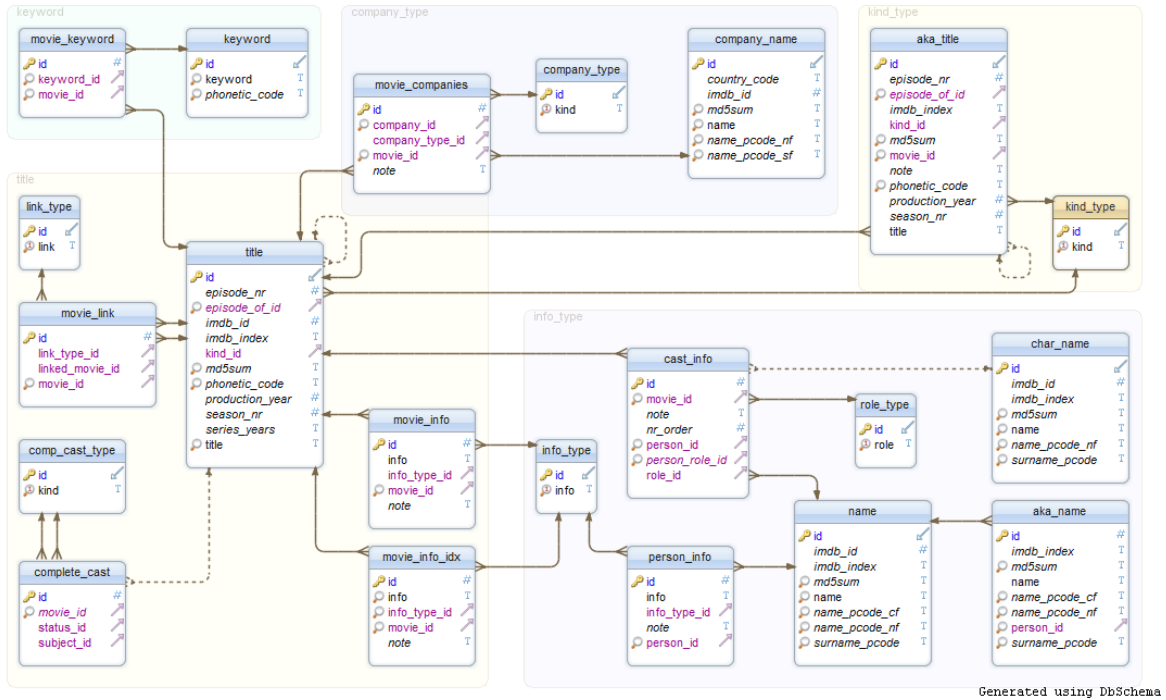 keyword
movie_keyword
id #
keyword_id
movie_id
keyword
id
keyword T
phonetic_code T
company_type
movie_companies
id #
company_id
company_type_id
movie_id
note T
company_type
id
kind T
company_name
id
country_code T
imdb_id #
md5sum T
name T
name_pcode_nf T
name_pcode_sf T
kind_type
aka_title
id
episode_nr #
episode_of_id
imdb_index T
kind_id
md5sum T
movie_id
note T
phonetic_code T
production_year #
season_nr #
title T
kind_type
id
kind T
title
link_type
id
link T
movie_link
id #
link_type_id
linked_movie_id
movie_id
title
id
episode_nr #
episode_of_id
imdb_id #
imdb_index T
kind_id
md5sum T
phonetic_code T
production_year #
season_nr #
series_years T
title T
comp_cast_type
id
kind T
complete_cast
id #
movie_id
status_id
subject_id
movie_info
id #
info T
info_type_id
movie_id
note T
movie_info_idx
id #
info T
info_type_id
movie_id
note T
info_type
info_type
id
info T
cast_info
id #
movie_id
note T
nr_order #
person_id
person_role_id
role_id
role_type
id
role T
char_name
id
imdb_id #
imdb_index T
md5sum T
name T
name_pcode_nf T
surname_pcode T
person_info
id #
info T
info_type_id
note T
person_id
name
id
imdb_id #
imdb_index T
md5sum T
name T
name_pcode_cf T
name_pcode_nf T
surname_pcode T
aka_name
id #
imdb_index T
md5sum T
name T
name_pcode_cf T
name_pcode_nf T
person_id
surname_pcode T
Generated using DbSchema